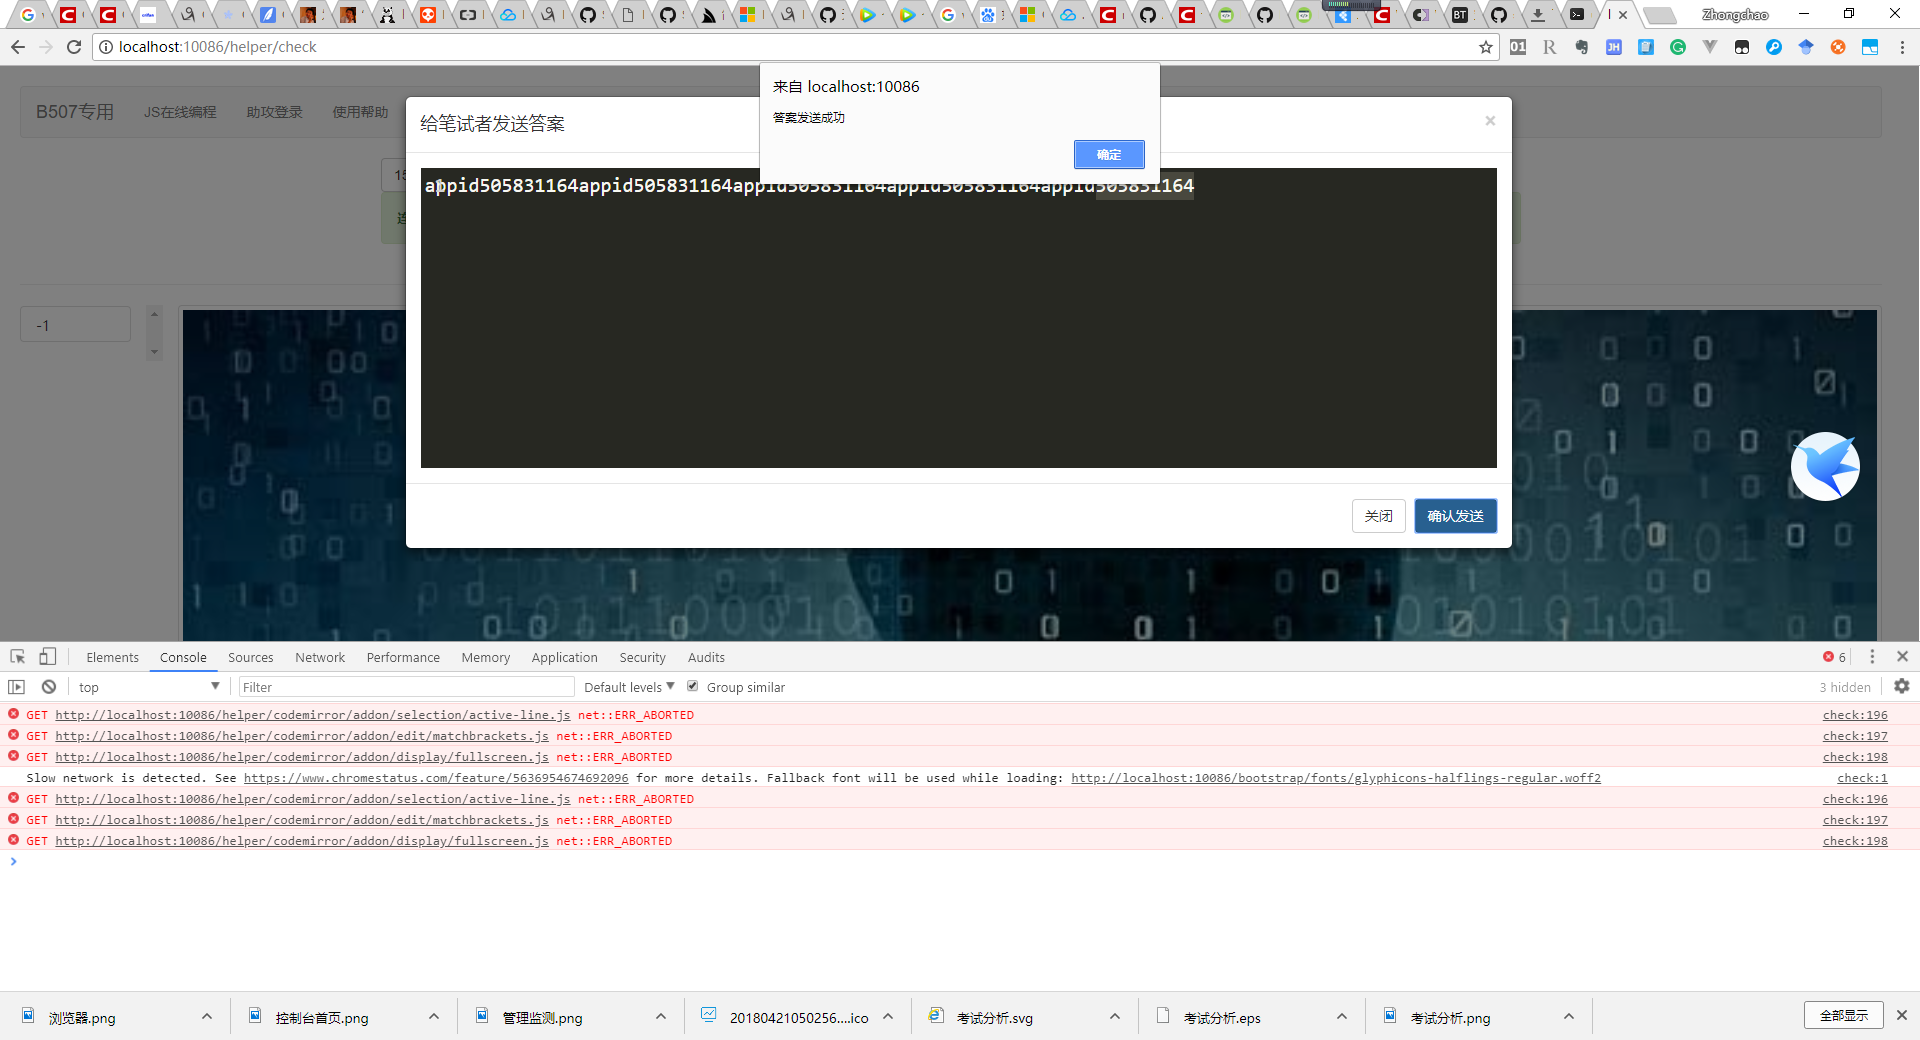 Zhongchao
localhost:10086/helper/check
B507专用
JS在线编程
助攻登录
使用帮助
来自 localhost:10086
答案发送成功
确定
给笔试者发送答案
×
appid505831164appid505831164appid505831164appid505831164appid505831164
-1
关闭
确认发送
Elements Console Sources Network Performance Memory Application Security Audits
6
top
Filter
Default levels
Group similar
3 hidden
GET http://localhost:10086/helper/codemirror/addon/selection/active-line.js net::ERR_ABORTED check:196
GET http://localhost:10086/helper/codemirror/addon/edit/matchbrackets.js net::ERR_ABORTED check:197
GET http://localhost:10086/helper/codemirror/addon/display/fullscreen.js net::ERR_ABORTED check:198
Slow network is detected. See https://www.chromestatus.com/feature/5636954674692096 for more details. Fallback font will be used while loading: http://localhost:10086/bootstrap/fonts/glyphicons-halflings-regular.woff2 check:1
GET http://localhost:10086/helper/codemirror/addon/selection/active-line.js net::ERR_ABORTED check:196
GET http://localhost:10086/helper/codemirror/addon/edit/matchbrackets.js net::ERR_ABORTED check:197
GET http://localhost:10086/helper/codemirror/addon/display/fullscreen.js net::ERR_ABORTED check:198
浏览器.png
控制台首页.png
管理监测.png
20180421050256....ico
考试分析.svg
考试分析.eps
考试分析.png
全部显示